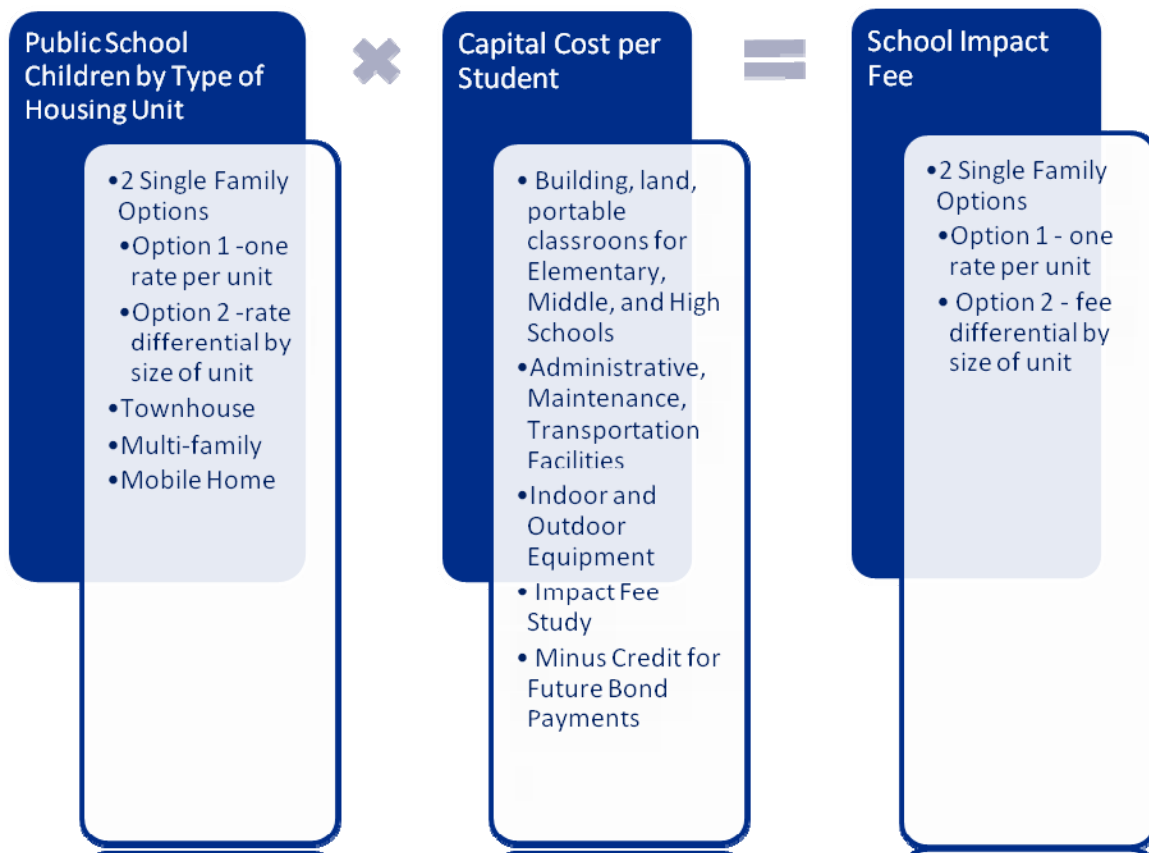 Public School
Children by Type of
Housing Unit
•2 Single Family
Options
•Option 1 -one
rate per unit
•Option 2 -rate
differential by
size of unit
•Townhouse
•Multi-family
•Mobile Home
Capital Cost per
Student
• Building, land,
portable
classroons for
Elementary,
Middle, and High
Schools
•Administrative,
Maintenance,
Transportation
Facilities
•Indoor and
Outdoor
Equipment
• Impact Fee
Study
• Minus Credit for
Future Bond
Payments
School Impact
Fee
•2 Single Family
Options
•Option 1 - one
rate per unit
• Option 2 - fee
differential by
size of unit